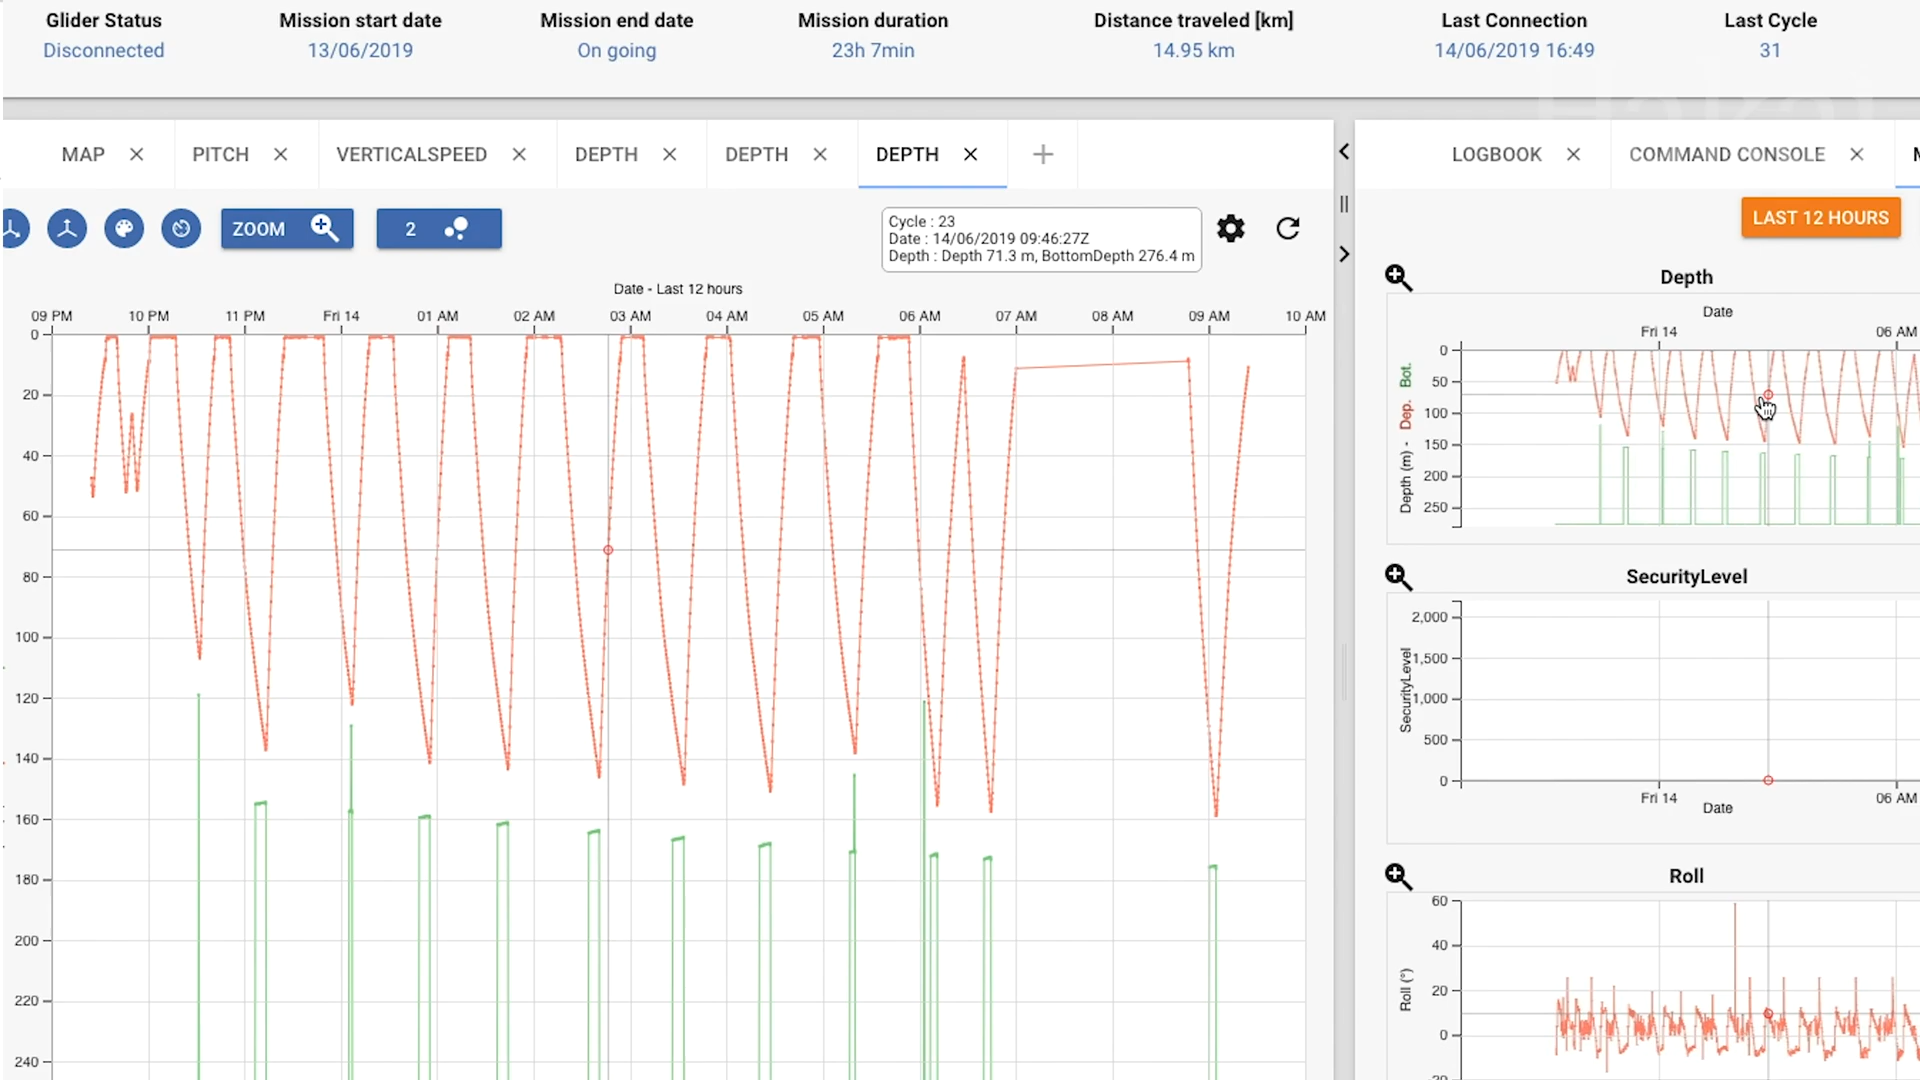 Glider Status
Mission start date
Mission end date
Mission duration
Distance traveled [km]
Last Connection
Last Cycle
Disconnected
13/06/2019
On going
23h 7min
14.95 km
14/06/2019 16:49
31
MAP
PITCH
VERTICALSPEED
DEPTH
DEPTH
DEPTH
LOGBOOK
COMMAND CONSOLE
ZOOM
2
Cycle : 23
Date : 14/06/2019 09:46:27Z
Depth : Depth 71.3 m, BottomDepth 276.4 m
LAST 12 HOURS
Date - Last 12 hours
09 PM
10 PM
11 PM
Fri 14
01 AM
02 AM
03 AM
04 AM
05 AM
06 AM
07 AM
08 AM
09 AM
10 AM
0
20
40
60
80
100
120
140
160
180
200
220
240
Depth
Date
Fri 14
06 AM
0
50
100
150
200
250
Depth (m) - Dep. Bot.
SecurityLevel
2,000
1,500
1,000
500
0
SecurityLevel
Fri 14
06 AM
Date
Roll
60
40
20
0
Roll (°)